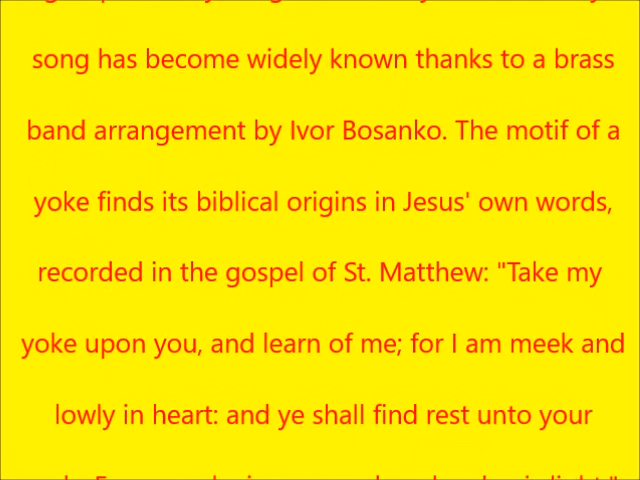 song has become widely known thanks to a brass
band arrangement by Ivor Bosanko. The motif of a
yoke finds its biblical origins in Jesus' own words,
recorded in the gospel of St. Matthew: "Take my
yoke upon you, and learn of me; for I am meek and
lowly in heart: and ye shall find rest unto your